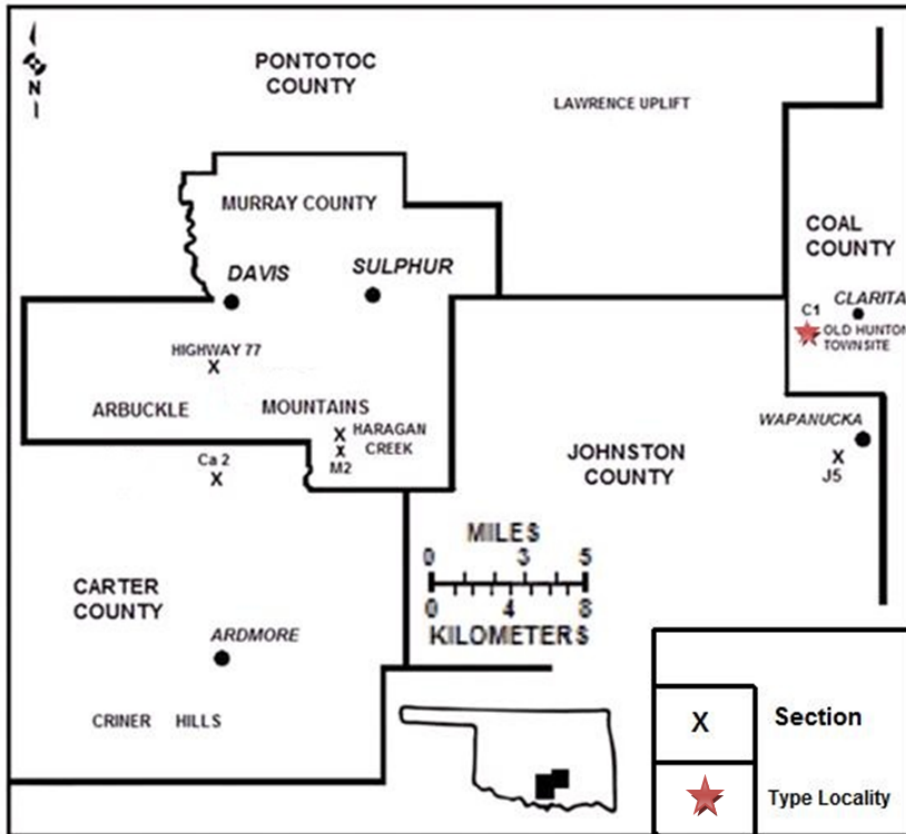 N
PONTOTOC
COUNTY
LAWRENCE UPLIFT
MURRAY COUNTY
DAVIS
SULPHUR
COAL
COUNTY
CLARITA
C1
OLD HUNTON
TOWNSITE
HIGHWAY 77
X
ARBUCKLE MOUNTAINS
X HARAGAN
X CREEK
M2
Ca 2
X
WAPANUCKA
X
J5
JOHNSTON
COUNTY
MILES
0 3 5
0 4 8
KILOMETERS
CARTER
COUNTY
ARDMORE
CRINER HILLS
X Section
Type Locality